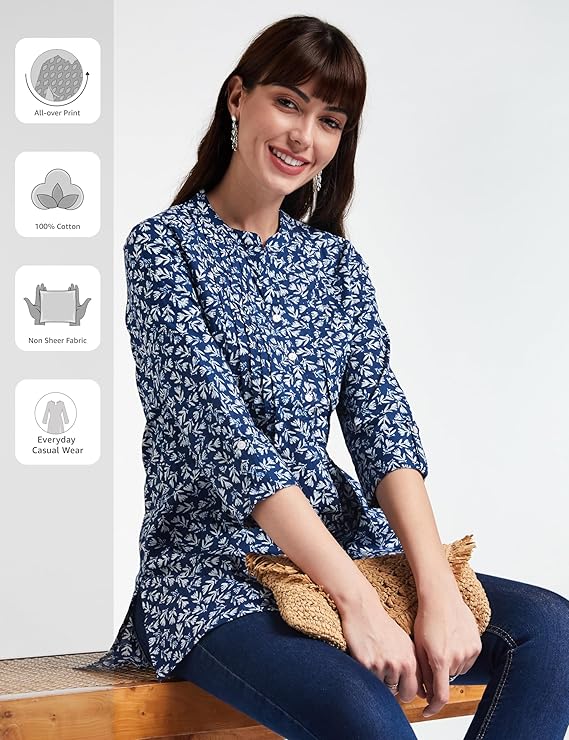 All-over Print
100% Cotton
Non Sheer Fabric
Everyday
Casual Wear